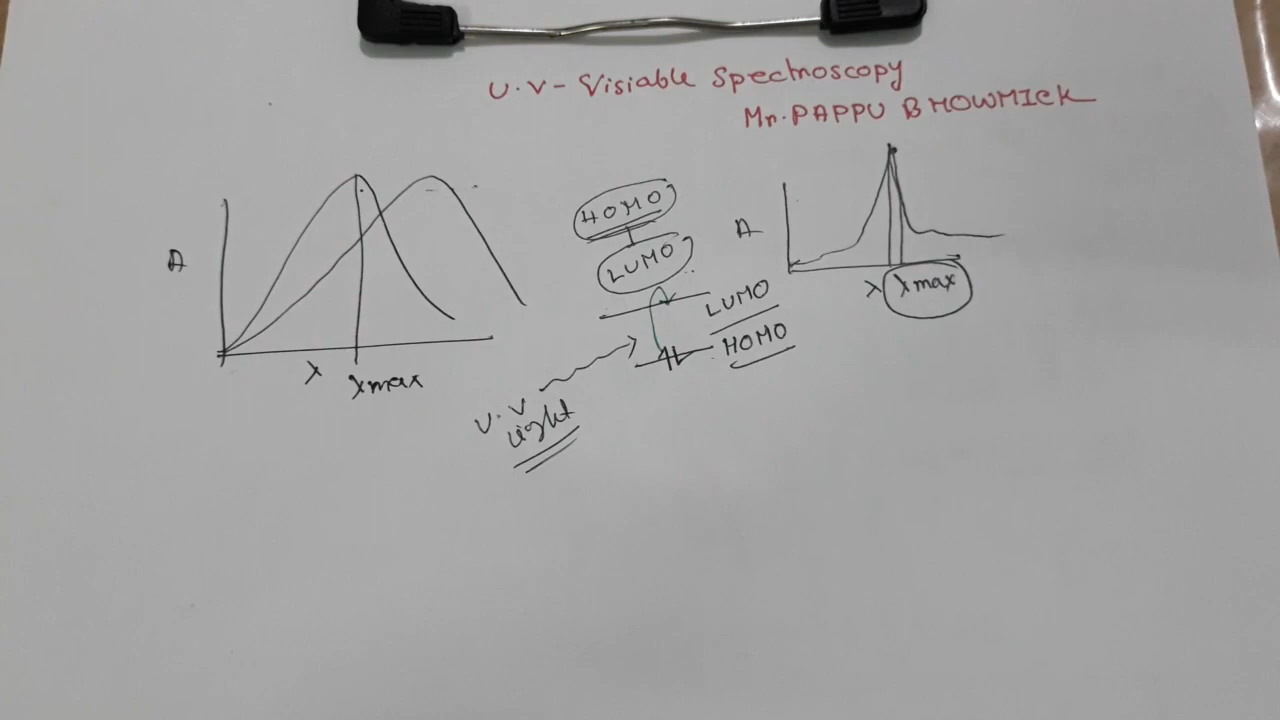 U.V - Visiable Spectroscopy
Mr. PAPPU BHOWMICK
A
λ
λmax
HOMO
LUMO
LUMO
HOMO
U.V
Light
A
λ
λmax